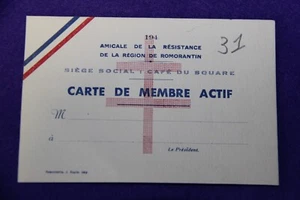 194
31
AMICALE DE LA RÉSISTANCE
DE LA RÉGION DE ROMORANTIN
SIÈGE SOCIAL : CAFÉ DU SQUARE
CARTE DE MEMBRE ACTIF
M
à
Le Président,